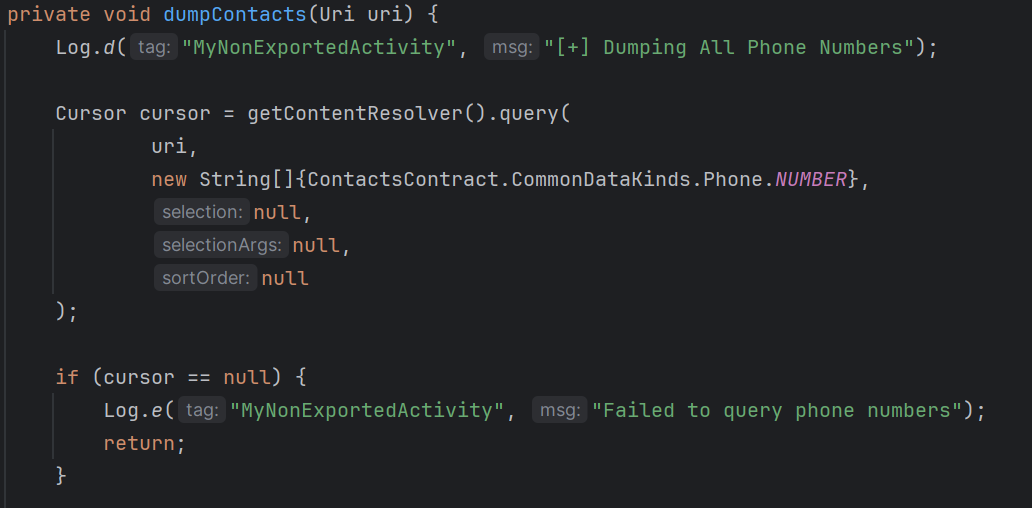 private void dumpContacts(Uri uri) {
Log.d( tag: "MyNonExportedActivity", msg: "[+] Dumping All Phone Numbers");
Cursor cursor = getContentResolver().query(
uri,
new String[]{ContactsContract.CommonDataKinds.Phone.NUMBER},
selection: null,
selectionArgs: null,
sortOrder: null
);
if (cursor == null) {
Log.e( tag: "MyNonExportedActivity", msg: "Failed to query phone numbers");
return;
}